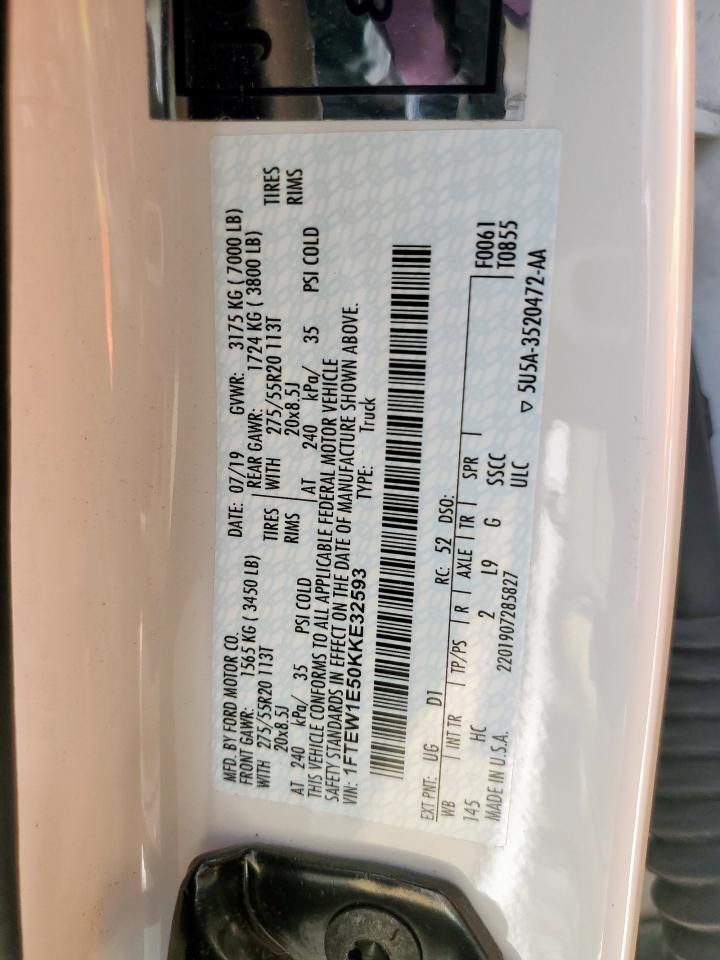 MFD. BY FORD MOTOR CO.
DATE: 07/19 GVWR: 3175 KG ( 7000 LB)
FRONT GAWR: 1565 KG ( 3450 LB)
REAR GAWR: 1724 KG ( 3800 LB)
WITH 275/55R20 113T TIRES
WITH 275/55R20 113T TIRES
20x8.5J RIMS
20x8.5J RIMS
AT 240 kPa/ 35 PSI COLD
AT 240 kPa/ 35 PSI COLD
THIS VEHICLE CONFORMS TO ALL APPLICABLE FEDERAL MOTOR VEHICLE
SAFETY STANDARDS IN EFFECT ON THE DATE OF MANUFACTURE SHOWN ABOVE.
VIN: 1FTEW1E50KKE32593
TYPE: Truck
EXT PNT: UG D1 RC: 52 DSO:
WB INT TR TP/PS R AXLE TR SPR
F0061
T0855
145 HC 2 L9 G SSCC
ULC
MADE IN U.S.A. 2201907285827
▽ 5U5A-3520472-AA